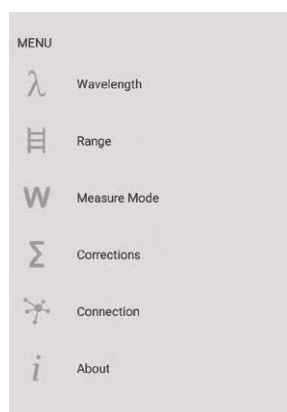 MENU
λ Wavelength
Range
W Measure Mode
Σ Corrections
Connection
i About